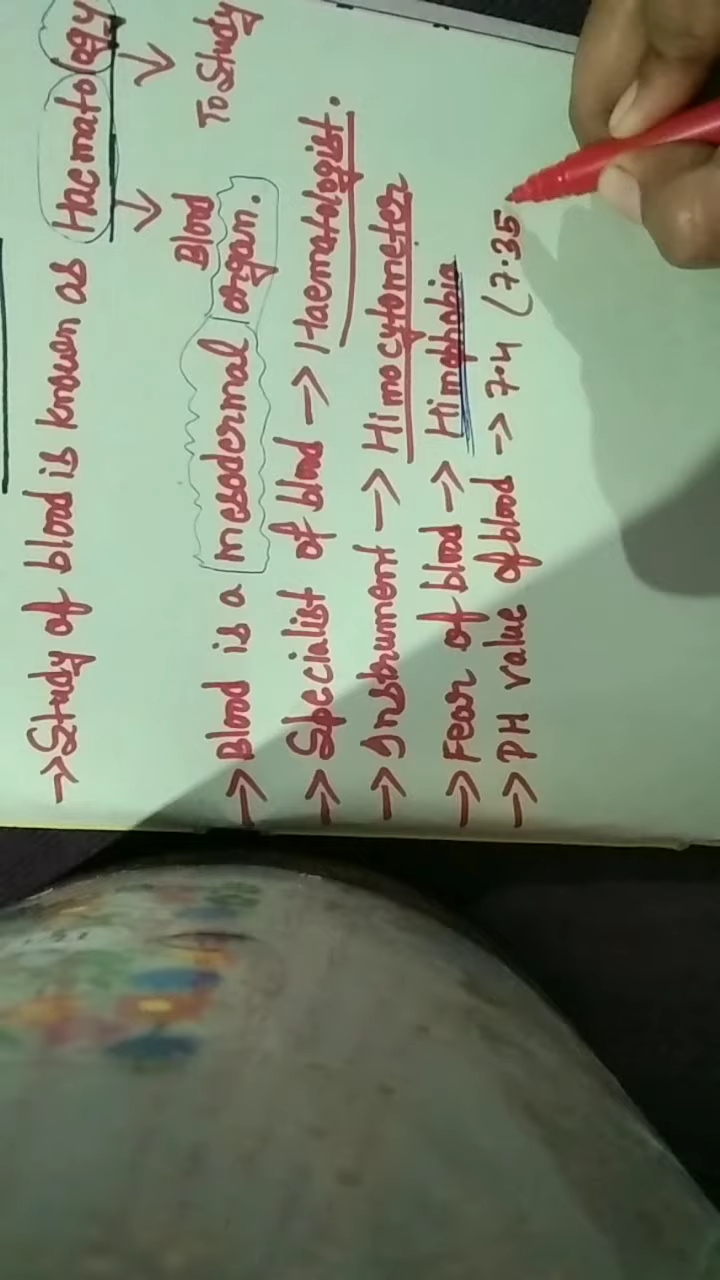 →Study of blood is known as Haematology
Blood To Study
→Blood is a mesodermal organ.
→Specialist of blood → Haematologist.
→Instrument → Himocytometer
→Fear of blood → Himophobia
→PH value of blood → 7.4 (7.35